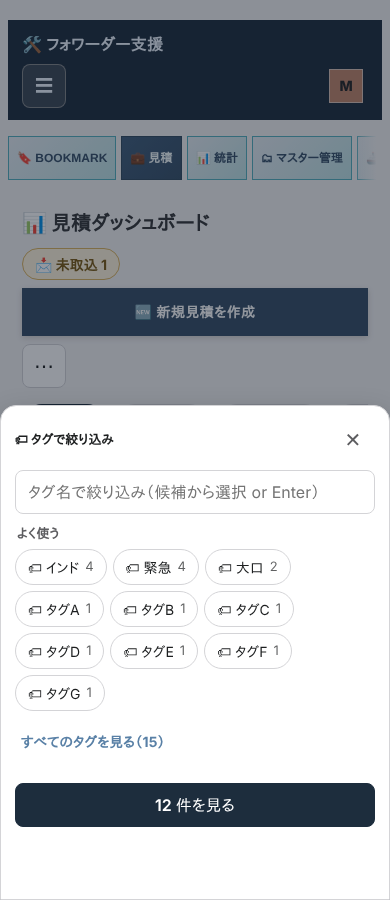 🛠️ フォワーダー支援
☰ M
🔖 BOOKMARK 💼 見積 📊 統計 🗂 マスター管理
📊 見積ダッシュボード
📩 未取込 1
🆕 新規見積を作成
⋯
🏷 タグで絞り込み ✕
タグ名で絞り込み（候補から選択 or Enter）
よく使う
🏷 インド 4 🏷 緊急 4 🏷 大口 2
🏷 タグA 1 🏷 タグB 1 🏷 タグC 1
🏷 タグD 1 🏷 タグE 1 🏷 タグF 1
🏷 タグG 1
すべてのタグを見る（15）
12 件を見る